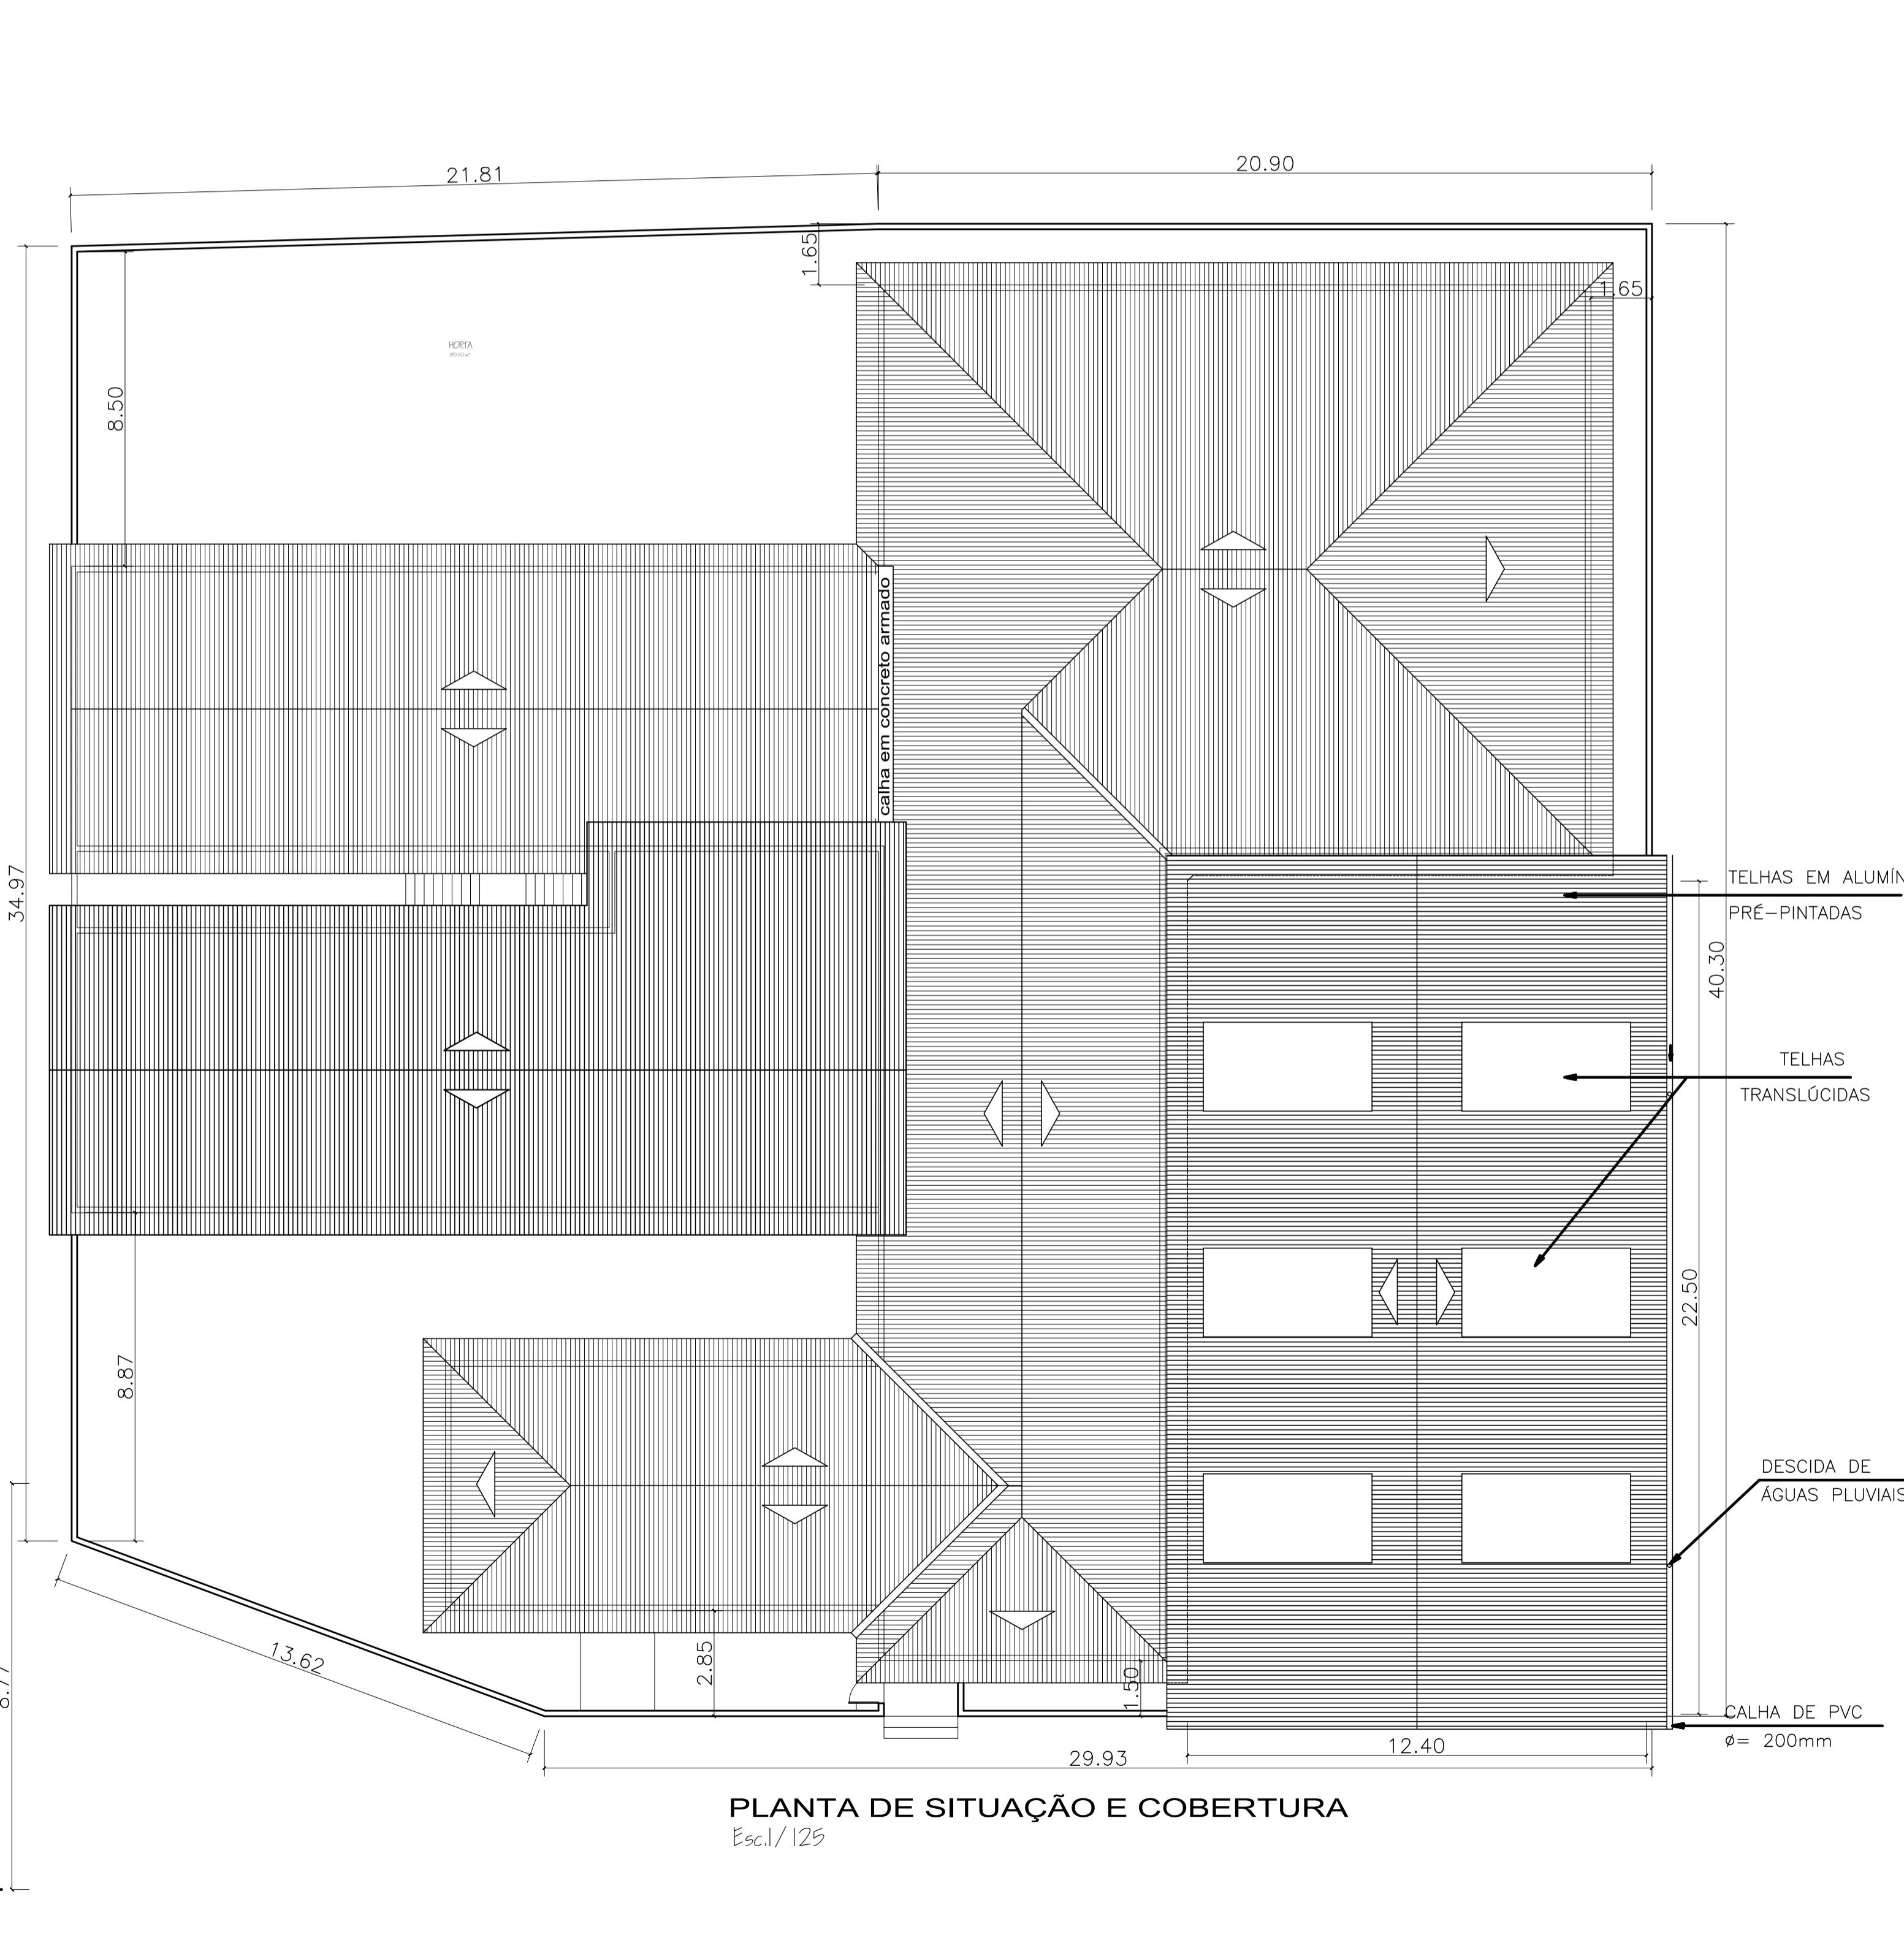 21.81
20.90
1.65
1.65
HORTA
8.50
calha em concreto armado
34.97
TELHAS EM ALUMÍN
PRÉ-PINTADAS
40.30
TELHAS
TRANSLÚCIDAS
22.50
8.87
DESCIDA DE
ÁGUAS PLUVIAIS
13.62
2.85
1.50
CALHA DE PVC
ø= 200mm
12.40
29.93
PLANTA DE SITUAÇÃO E COBERTURA
Esc.1/125